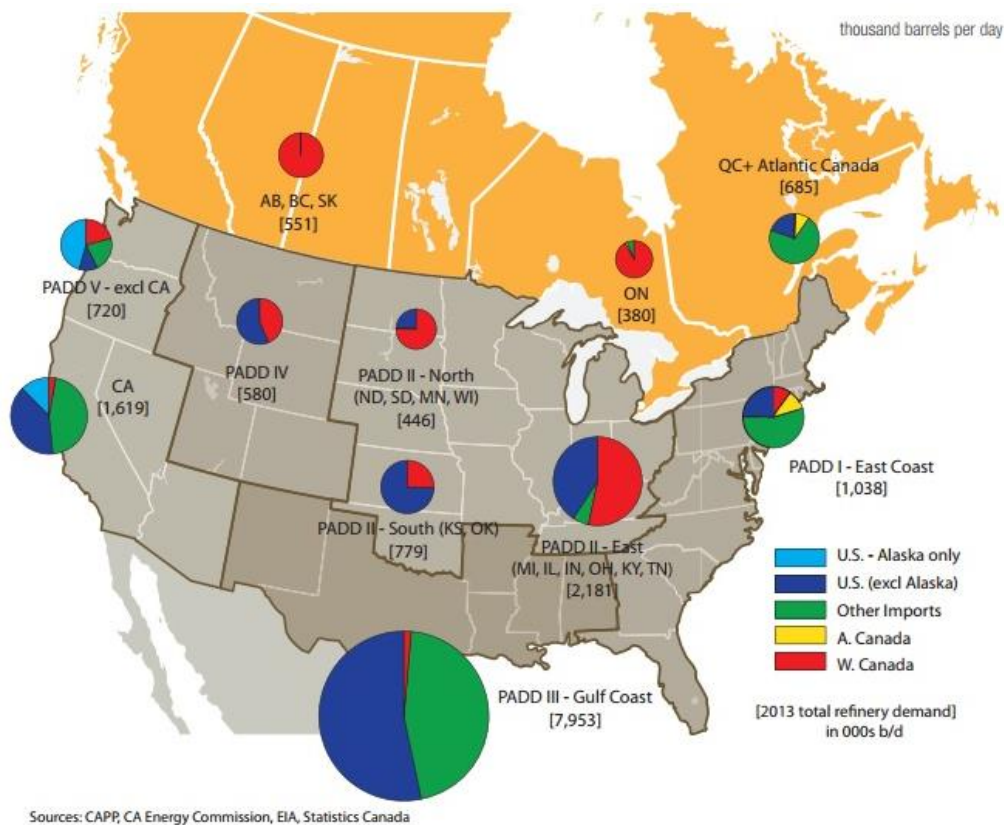 thousand barrels per day
QC+ Atlantic Canada
[685]
AB, BC, SK
[551]
ON
[380]
PADD V - excl CA
[720]
PADD IV
[580]
PADD II - North
(ND, SD, MN, WI)
[446]
CA
[1,619]
PADD I - East Coast
[1,038]
PADD II - South (KS, OK)
[779]
PADD II - East
(MI, IL, IN, OH, KY, TN)
[2,181]
U.S. - Alaska only
U.S. (excl Alaska)
Other Imports
A. Canada
W. Canada
PADD III - Gulf Coast
[7,953]
[2013 total refinery demand]
in 000s b/d
Sources: CAPP, CA Energy Commission, EIA, Statistics Canada